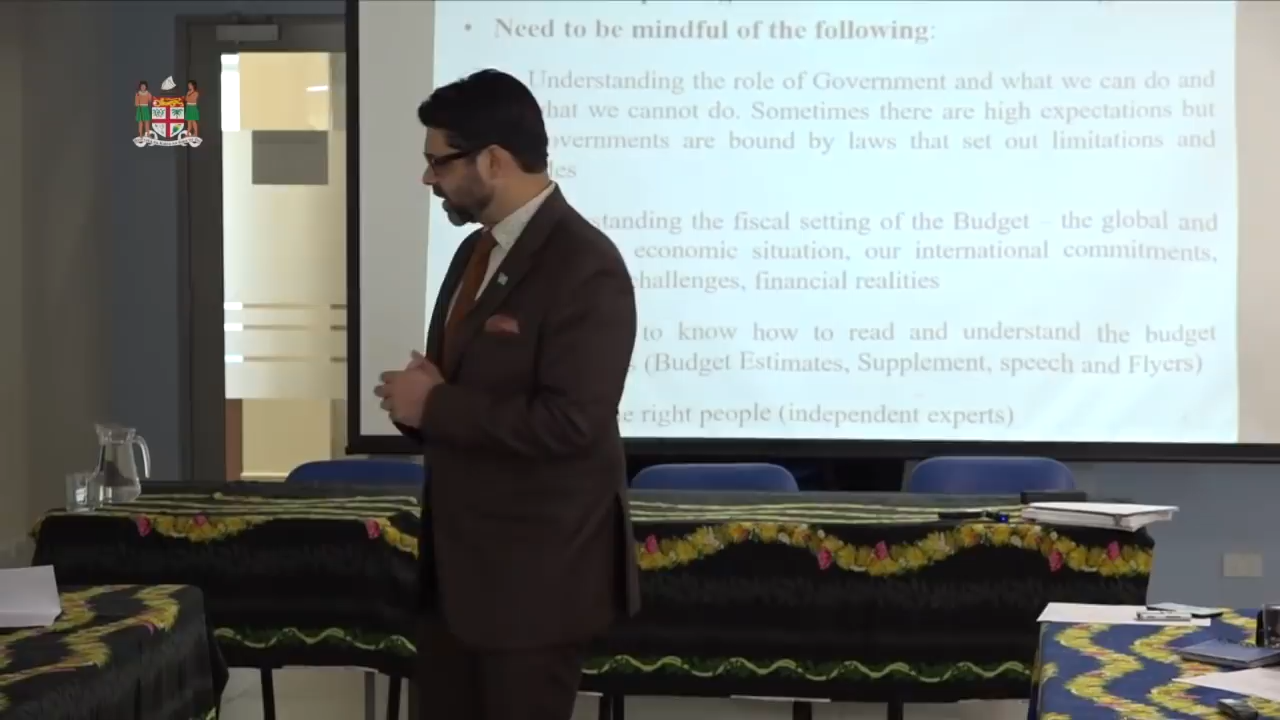 • Need to be mindful of the following:
Understanding the role of Government and what we can do and
what we cannot do. Sometimes there are high expectations but
governments are bound by laws that set out limitations and
standing the fiscal setting of the Budget – the global and
economic situation, our international commitments,
challenges, financial realities
to know how to read and understand the budget
(Budget Estimates, Supplement, speech and Flyers)
right people (independent experts)